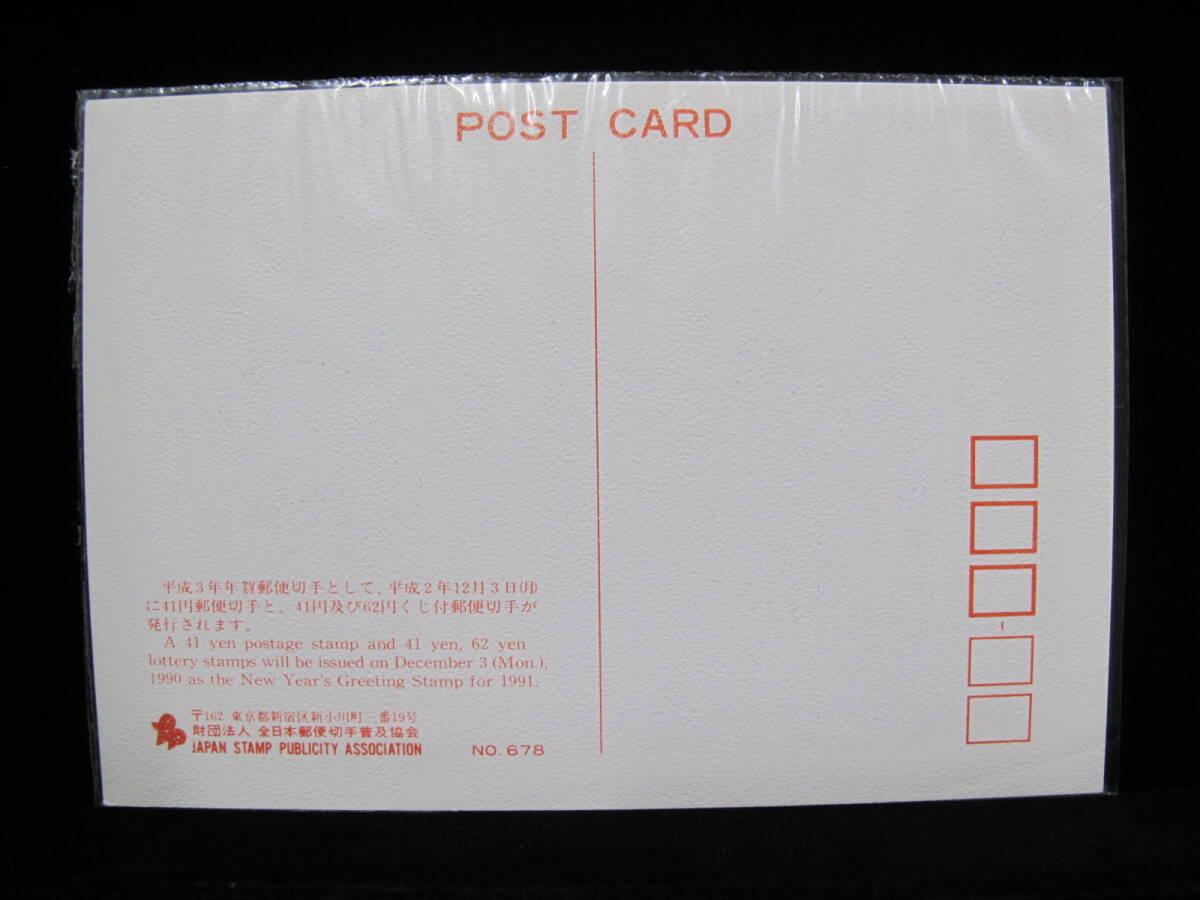 POST CARD
平成3年年賀郵便切手として、平成2年12月3日(月)
に41円郵便切手と、41円及び62円くじ付郵便切手が
発行されます。
A 41 yen postage stamp and 41 yen, 62 yen
lottery stamps will be issued on December 3 (Mon.),
1990 as the New Year's Greeting Stamp for 1991.
〒162 東京都新宿区新小川町三番19号
財団法人 全日本郵便切手普及協会
JAPAN STAMP PUBLICITY ASSOCIATION NO. 678